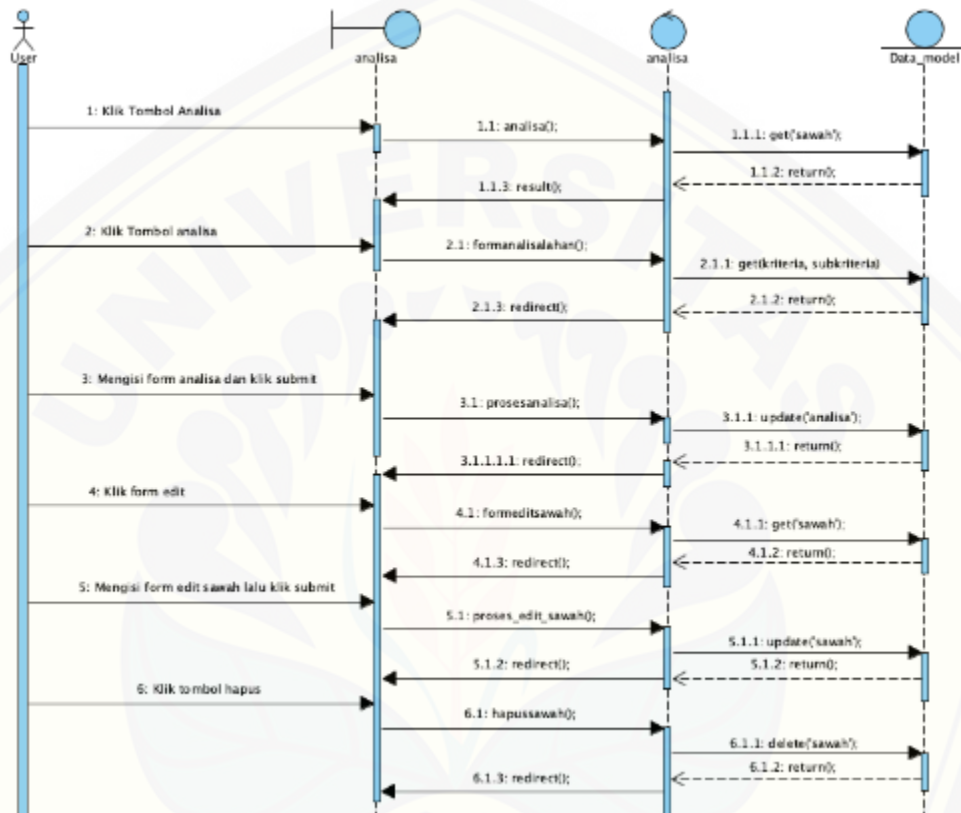 User
analisa
analisa
Data_model
1: Klik Tombol Analisa
1.1: analisa();
1.1.1: get('sawah');
1.1.2: return();
1.1.3: result();
2: Klik Tombol analisa
2.1: formanalisalahan();
2.1.1: get(kriteria, subkriteria)
2.1.2: return();
2.1.3: redirect();
3: Mengisi form analisa dan klik submit
3.1: prosesanalisa();
3.1.1: update('analisa');
3.1.1.1: return();
3.1.1.1.1: redirect();
4: Klik form edit
4.1: formeditsawah();
4.1.1: get('sawah');
4.1.2: return();
4.1.3: redirect();
5: Mengisi form edit sawah lalu klik submit
5.1: proses_edit_sawah();
5.1.1: update('sawah');
5.1.2: return();
5.1.2: redirect();
6: Klik tombol hapus
6.1: hapussawah();
6.1.1: delete('sawah');
6.1.2: return();
6.1.3: redirect();
UNIVERSITAS